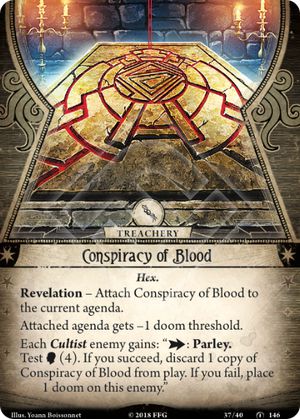 TREACHERY
Conspiracy of Blood
Hex.
Revelation – Attach Conspiracy of Blood to
the current agenda.
Attached agenda gets –1 doom threshold.
Each Cultist enemy gains: “: Parley.
Test (4). If you succeed, discard 1 copy of
Conspiracy of Blood from play. If you fail, place
1 doom on this enemy.”
Illus. Yoann Boissonnet © 2018 FFG 37/40 146